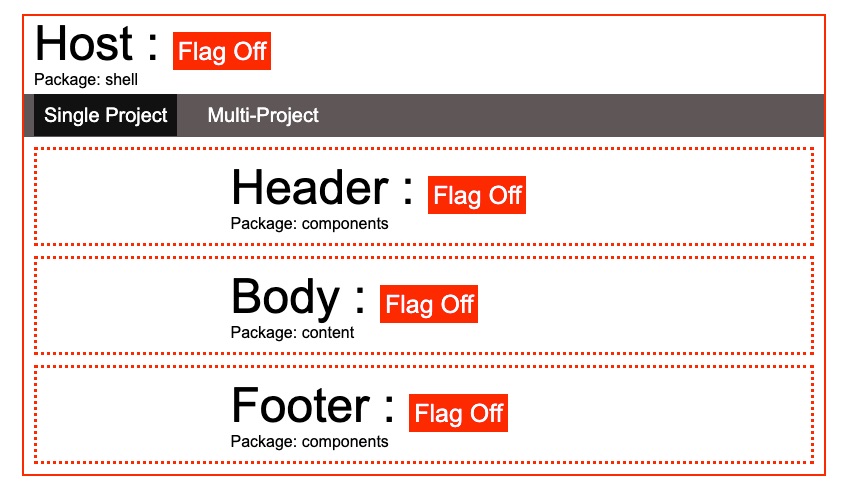 Host : Flag Off
Package: shell
Single Project Multi-Project
Header : Flag Off
Package: components
Body : Flag Off
Package: content
Footer : Flag Off
Package: components